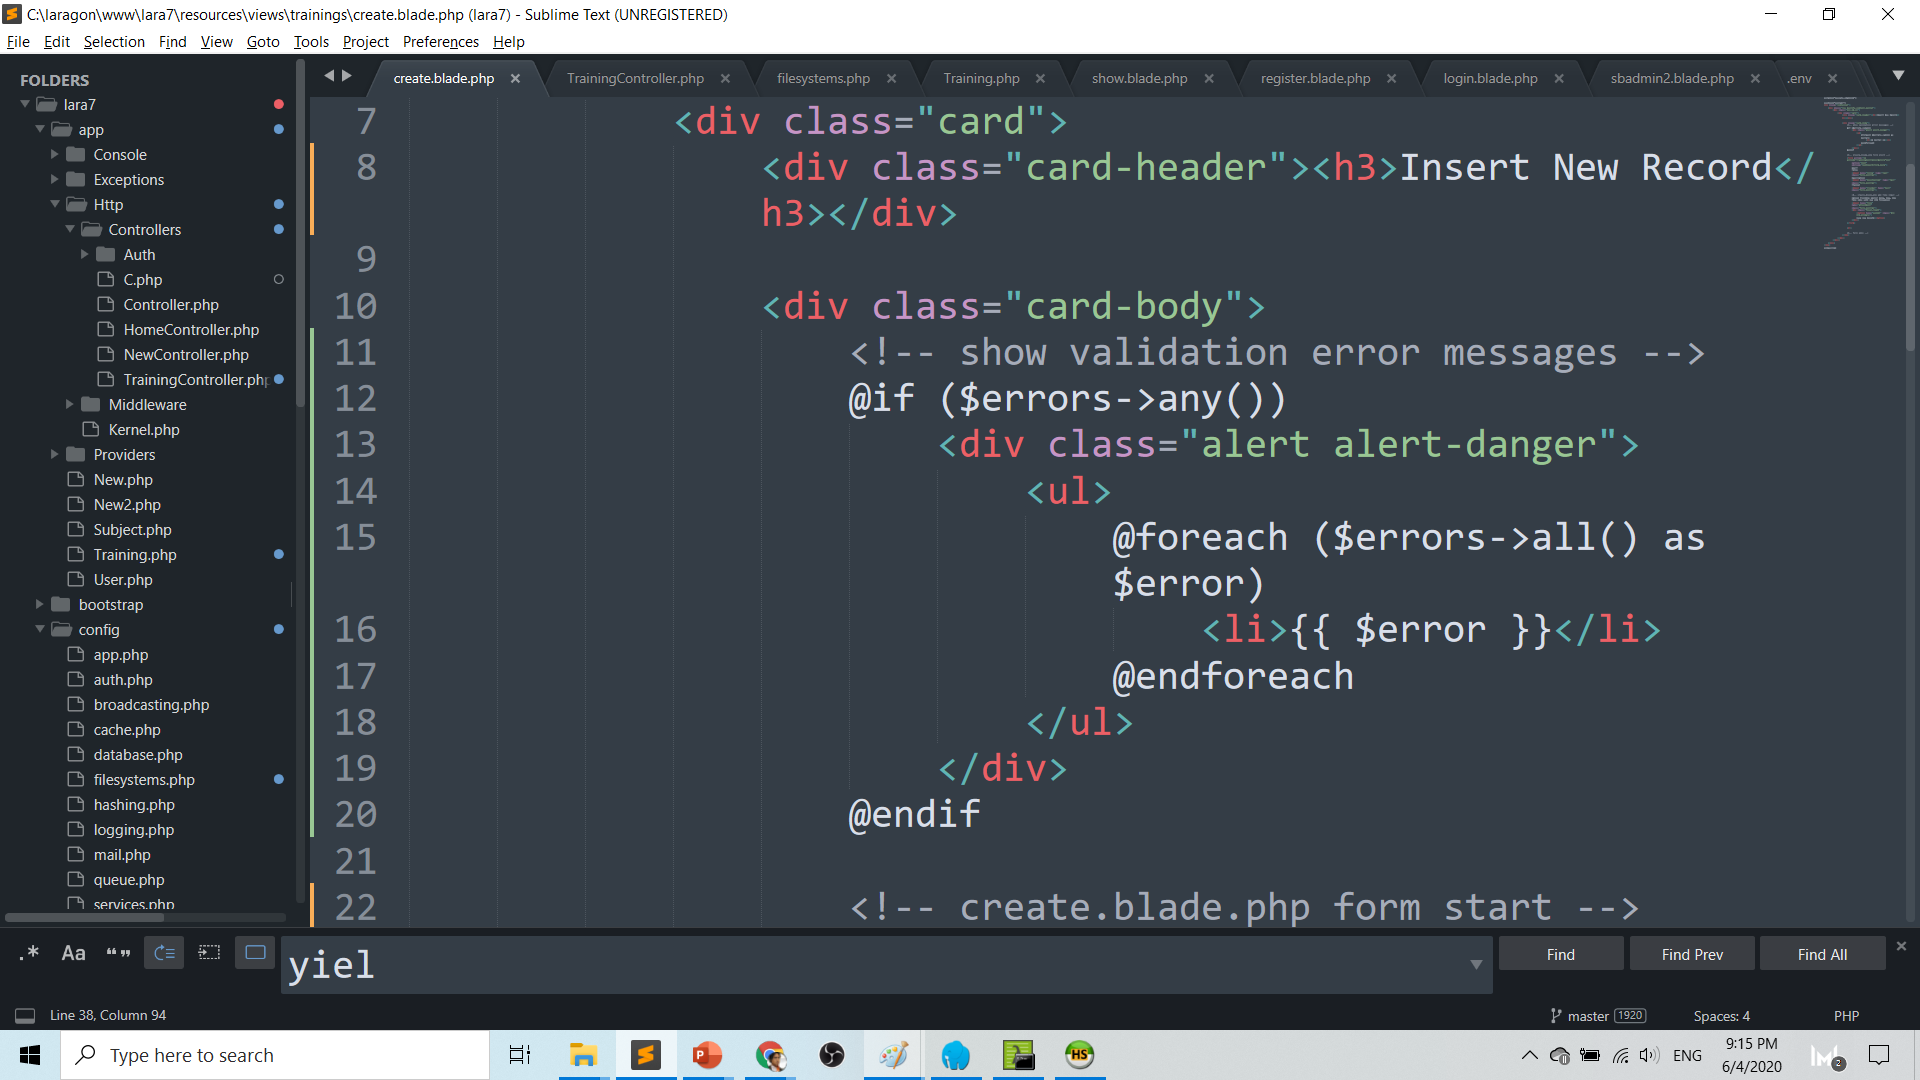 C:\laragon\www\lara7\resources\views\trainings\create.blade.php (lara7) - Sublime Text (UNREGISTERED)
File Edit Selection Find View Goto Tools Project Preferences Help
FOLDERS
lara7
app
Console
Exceptions
Http
Controllers
Auth
C.php
Controller.php
HomeController.php
NewController.php
TrainingController.php
Middleware
Kernel.php
Providers
New.php
New2.php
Subject.php
Training.php
User.php
bootstrap
config
app.php
auth.php
broadcasting.php
cache.php
database.php
filesystems.php
hashing.php
logging.php
mail.php
queue.php
services.php
create.blade.php TrainingController.php filesystems.php Training.php show.blade.php register.blade.php login.blade.php sbadmin2.blade.php .env
7 <div class="card">
8 <div class="card-header"><h3>Insert New Record</
h3></div>
9
10 <div class="card-body">
11 <!-- show validation error messages -->
12 @if ($errors->any())
13 <div class="alert alert-danger">
14 <ul>
15 @foreach ($errors->all() as
$error)
16 <li>{{ $error }}</li>
17 @endforeach
18 </ul>
19 </div>
20 @endif
21
22 <!-- create.blade.php form start -->
.* Aa “” yiel Find Find Prev Find All
Line 38, Column 94 master 1920 Spaces: 4 PHP
Type here to search
HS
ENG
9:15 PM
6/4/2020
2